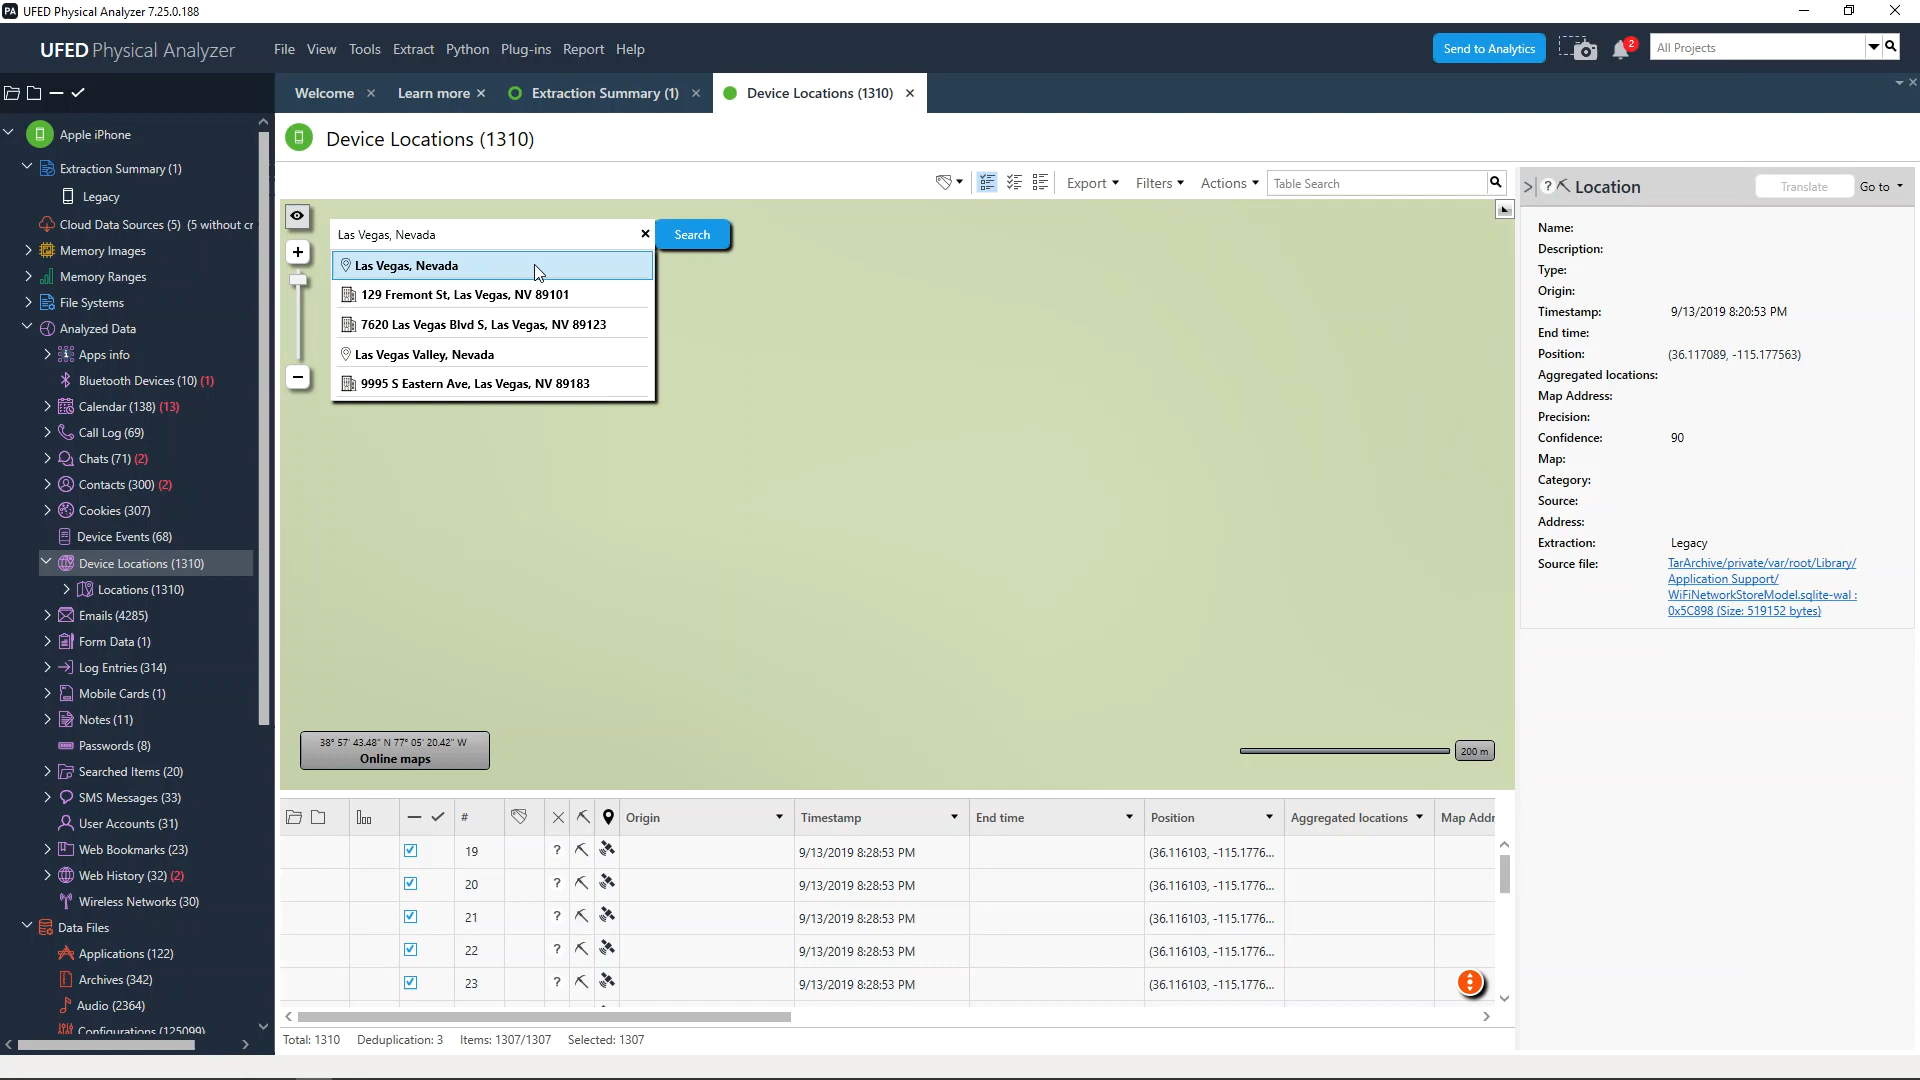 PA UFED Physical Analyzer 7.25.0.188
UFED Physical Analyzer
File View Tools Extract Python Plug-ins Report Help
Send to Analytics
2
All Projects
Welcome
Learn more
Extraction Summary (1)
Device Locations (1310)
Apple iPhone
Extraction Summary (1)
Legacy
Cloud Data Sources (5) (5 without cr
Memory Images
Memory Ranges
File Systems
Analyzed Data
Apps info
Bluetooth Devices (10) (1)
Calendar (138) (13)
Call Log (69)
Chats (71) (2)
Contacts (300) (2)
Cookies (307)
Device Events (68)
Device Locations (1310)
Locations (1310)
Emails (4285)
Form Data (1)
Log Entries (314)
Mobile Cards (1)
Notes (11)
Passwords (8)
Searched Items (20)
SMS Messages (33)
User Accounts (31)
Web Bookmarks (23)
Web History (32) (2)
Wireless Networks (30)
Data Files
Applications (122)
Archives (342)
Audio (2364)
Configurations (125099)
Device Locations (1310)
Export Filters Actions
Table Search
Las Vegas, Nevada
Search
Las Vegas, Nevada
129 Fremont St, Las Vegas, NV 89101
7620 Las Vegas Blvd S, Las Vegas, NV 89123
Las Vegas Valley, Nevada
9995 S Eastern Ave, Las Vegas, NV 89183
38° 57' 43.48" N 77° 05' 20.42" W
Online maps
200 m
# Origin Timestamp End time Position Aggregated locations Map Addr
19 ? 9/13/2019 8:28:53 PM (36.116103, -115.1776...
20 ? 9/13/2019 8:28:53 PM (36.116103, -115.1776...
21 ? 9/13/2019 8:28:53 PM (36.116103, -115.1776...
22 ? 9/13/2019 8:28:53 PM (36.116103, -115.1776...
23 ? 9/13/2019 8:28:53 PM (36.116103, -115.1776...
Total: 1310 Deduplication: 3 Items: 1307/1307 Selected: 1307
? Location
Translate
Go to
Name:
Description:
Type:
Origin:
Timestamp: 9/13/2019 8:20:53 PM
End time:
Position: (36.117089, -115.177563)
Aggregated locations:
Map Address:
Precision:
Confidence: 90
Map:
Category:
Source:
Address:
Extraction: Legacy
Source file: TarArchive/private/var/root/Library/
Application Support/
WiFiNetworkStoreModel.sqlite-wal :
0x5C898 (Size: 519152 bytes)